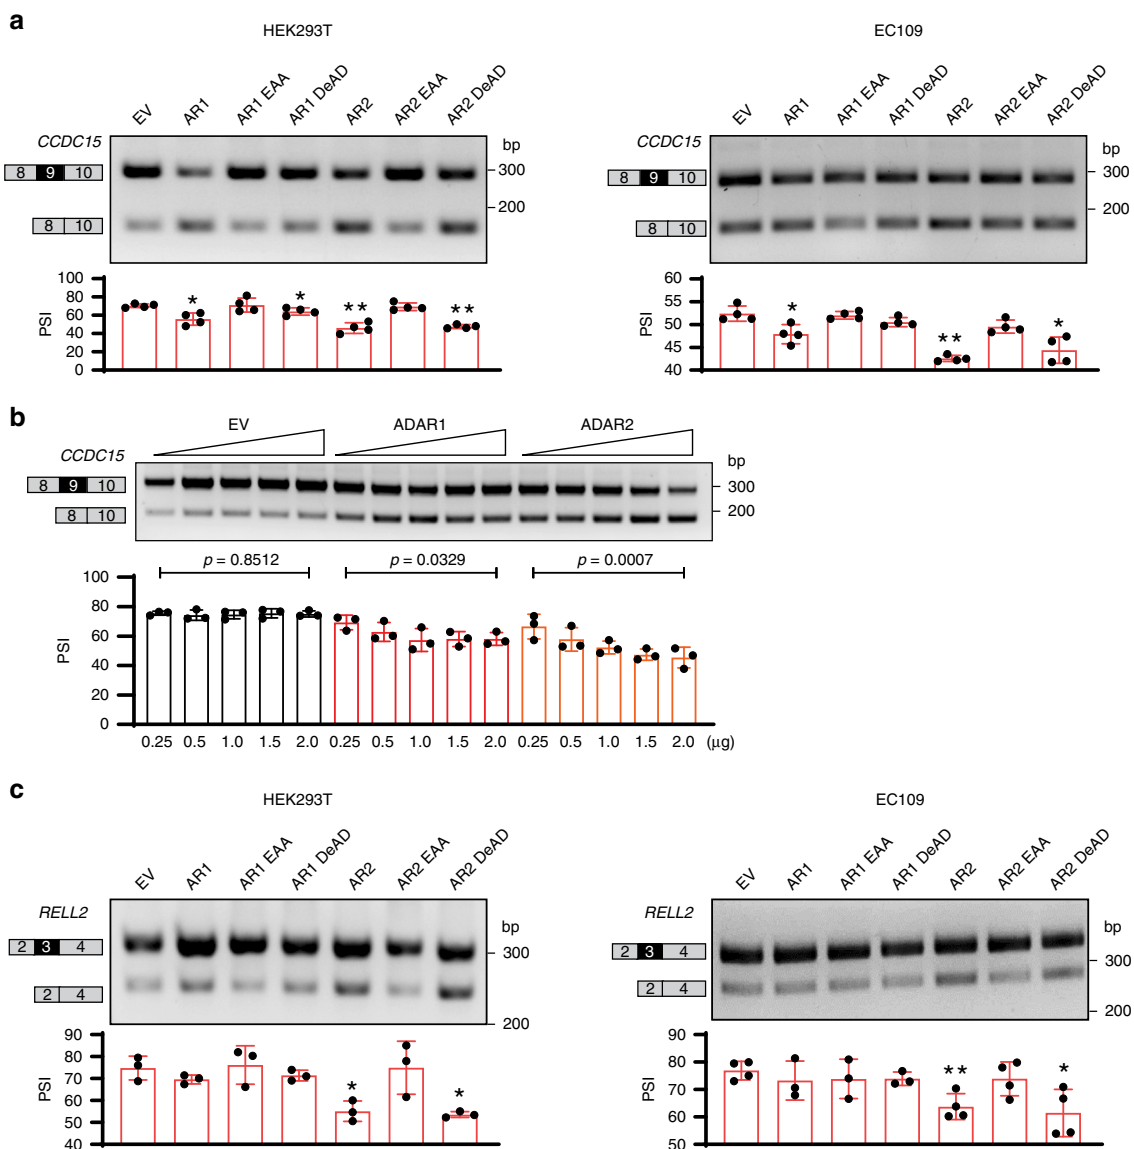 a
HEK293T
EV AR1 AR1 EAA AR1 DeAD AR2 AR2 EAA AR2 DeAD
CCDC15
bp
8 9 10
300
200
8 10
PSI
100
80
60
40
20
0
* * ** **
EC109
EV AR1 AR1 EAA AR1 DeAD AR2 AR2 EAA AR2 DeAD
CCDC15
bp
8 9 10
300
200
8 10
PSI
60
55
50
45
40
* ** *
b
EV ADAR1 ADAR2
CCDC15
bp
8 9 10
300
200
8 10
p = 0.8512 p = 0.0329 p = 0.0007
PSI
100
80
60
40
20
0
0.25 0.5 1.0 1.5 2.0 0.25 0.5 1.0 1.5 2.0 0.25 0.5 1.0 1.5 2.0 (µg)
c
HEK293T
EV AR1 AR1 EAA AR1 DeAD AR2 AR2 EAA AR2 DeAD
RELL2
bp
2 3 4
300
2 4
200
PSI
90
80
70
60
50
40
* *
EC109
EV AR1 AR1 EAA AR1 DeAD AR2 AR2 EAA AR2 DeAD
RELL2
bp
2 3 4
300
2 4
200
PSI
90
80
70
60
50
** *